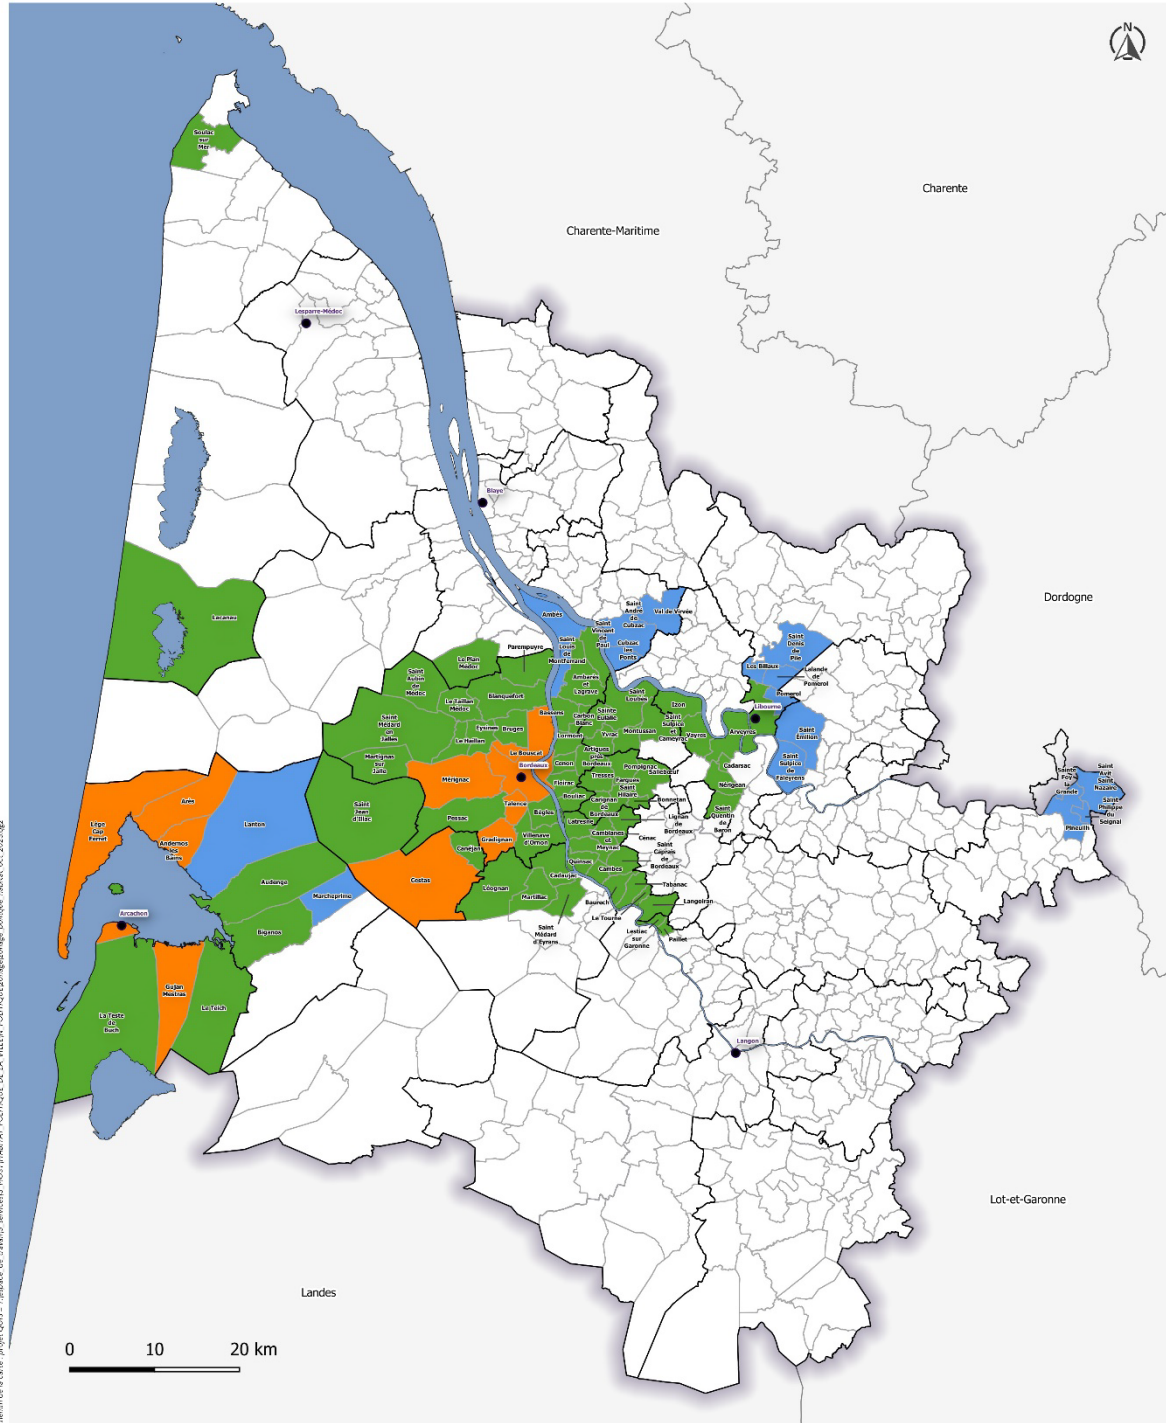 N
Charente
Charente-Maritime
Dordogne
Lot-et-Garonne
Landes
Soulac
sur
Mer
Lesparre-Médoc
Blaye
Lacanau
Ambès
Saint
André
de
Cubzac
Val de Virvée
Saint
Vincent
de
Paul
Cubzac
les
Ponts
Saint
Louis
de
Montferrand
Saint
Denis
de
Pile
Les Billaux
Lalande
de
Pomerol
Pomerol
Libourne
Saint
Emilion
Saint
Sulpice
de
Faleyrens
Parempuyre
Le Pian
Médoc
Saint
Aubin
de
Médoc
Blanquefort
Ambarès
et
Lagrave
Le Taillan
Médoc
Saint
Loubès
Izon
Saint
Médard
en
Jalles
Eysines
Bruges
Bassens
Carbon
Blanc
Sainte
Eulalie
Saint
Sulpice
et
Cameyrac
Vayres
Arveyres
Montussan
Yvrac
Lormont
Le Haillan
Le Bouscat
Martignas
sur
Jalle
Bordeaux
Cenon
Artigues
près
Bordeaux
Pompignac
Salleboeuf
Cadarsac
Mérignac
Tresses
Floirac
Fargues
Saint
Hilaire
Nérigean
Sainte
Foy
la
Grande
Saint
Avit
Saint
Nazaire
Saint
Philippe
du
Seignal
Pineuilh
Lège
Cap
Ferret
Arès
Andernos
les
Bains
Lanton
Saint
Jean
d'Illac
Pessac
Talence
Bègles
Bouliac
Carignan
de
Bordeaux
Bonnetan
Lignan
de
Bordeaux
Saint
Quentin
de
Baron
Latresne
Gradignan
Villenave
d'Ornon
Canéjan
Camblanes
et
Meynac
Cénac
Saint
Caprais
de
Bordeaux
Quinsac
Cambes
Cadaujac
Cestas
Léognan
Martillac
Tabanac
Langoiran
Baurech
Le Tourne
Lestiac
sur
Garonne
Paillet
Saint
Médard
d'Eyrans
Audenge
Marcheprime
Biganos
Arcachon
La Teste
de
Buch
Gujan
Mestras
Le Teich
Langon
0 10 20 km